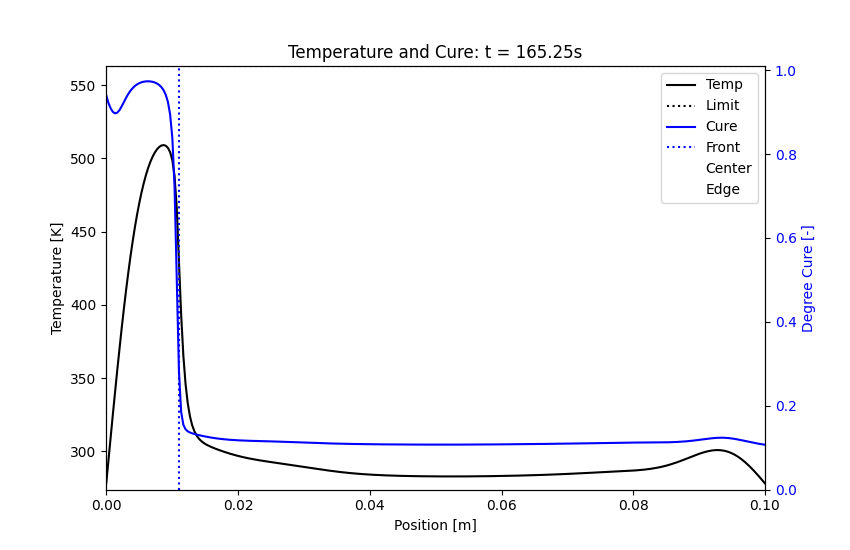 Temperature and Cure: t = 165.25s
Temperature [K]
550
500
450
400
350
300
Temp
Limit
Cure
Front
Center
Edge
1.0
0.8
0.6
0.4
0.2
0.0
Degree Cure [-]
0.00
0.02
0.04
0.06
0.08
0.10
Position [m]